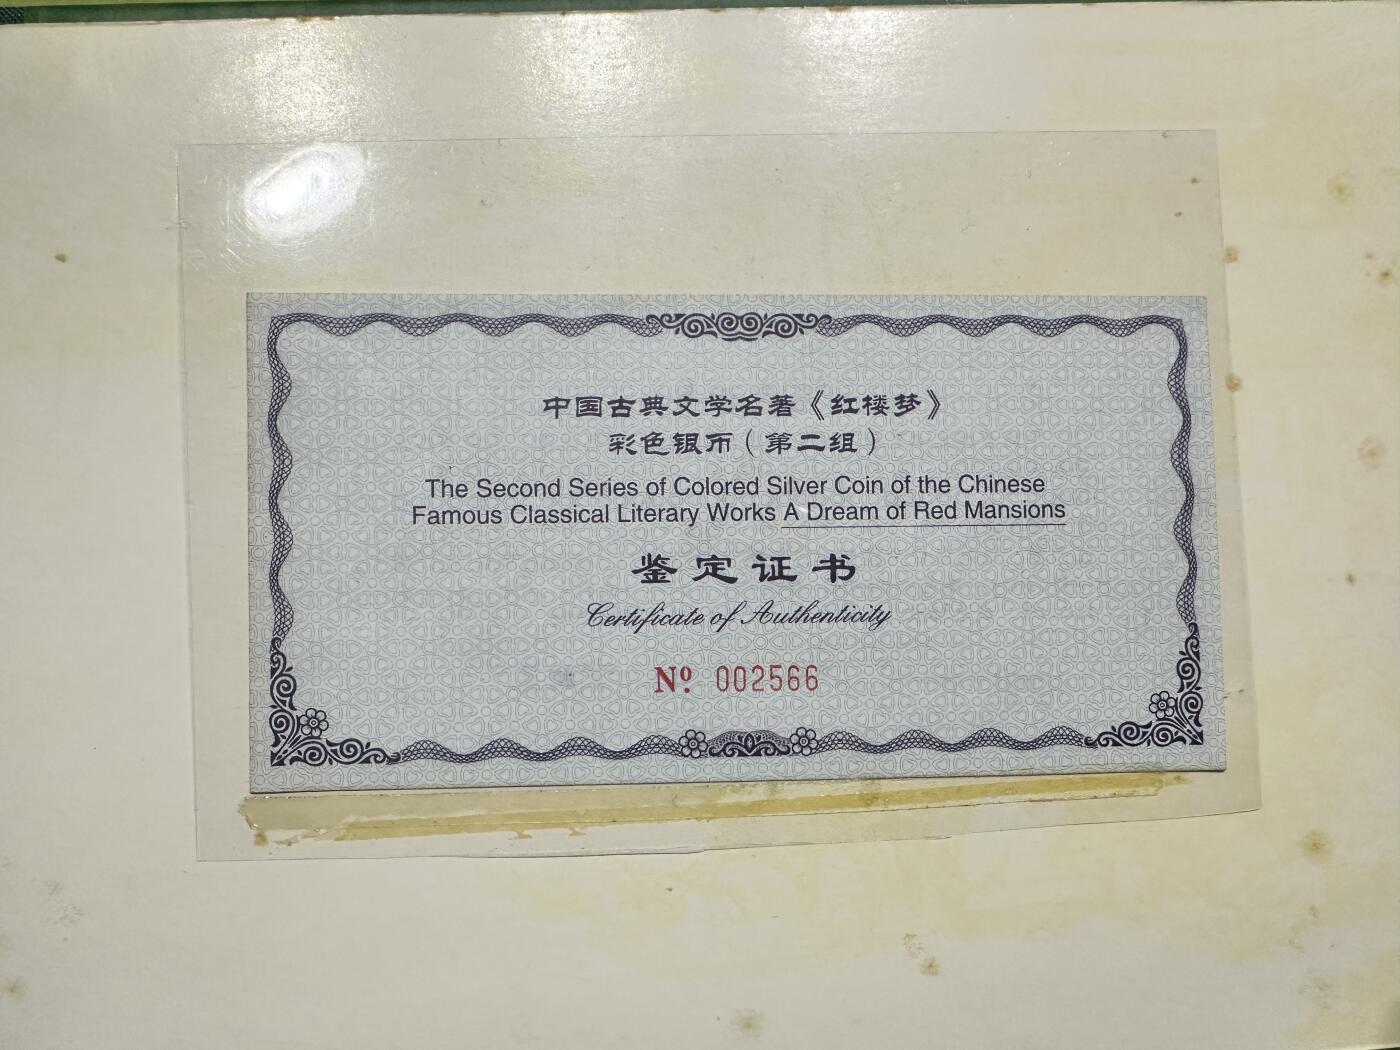 中国古典文学名著《红楼梦》
彩色银币（第二组）
The Second Series of Colored Silver Coin of the Chinese
Famous Classical Literary Works A Dream of Red Mansions
鉴定证书
Certificate of Authenticity
Nº 002566